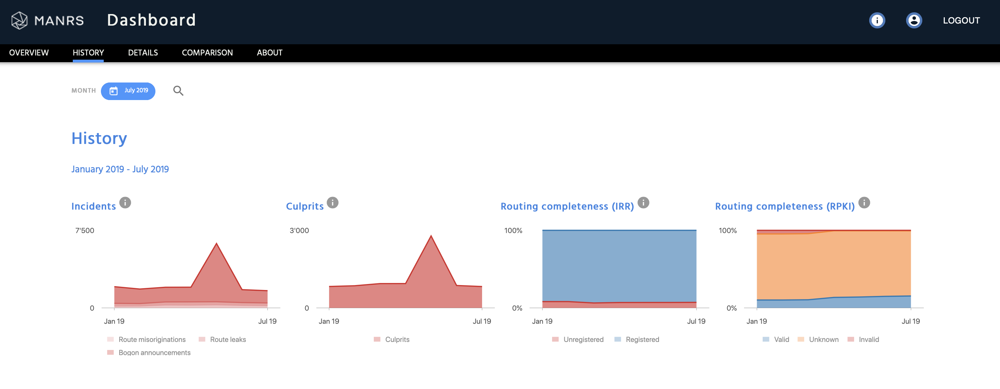 MANRS Dashboard LOGOUT
OVERVIEW HISTORY DETAILS COMPARISON ABOUT
MONTH July 2019
History
January 2019 - July 2019
Incidents
7'500
0
Jan 19 Jul 19
Route misoriginations Route leaks
Bogon announcements
Culprits
3'000
0
Jan 19 Jul 19
Culprits
Routing completeness (IRR)
100%
0%
Jan 19 Jul 19
Unregistered Registered
Routing completeness (RPKI)
100%
0%
Jan 19 Jul 19
Valid Unknown Invalid